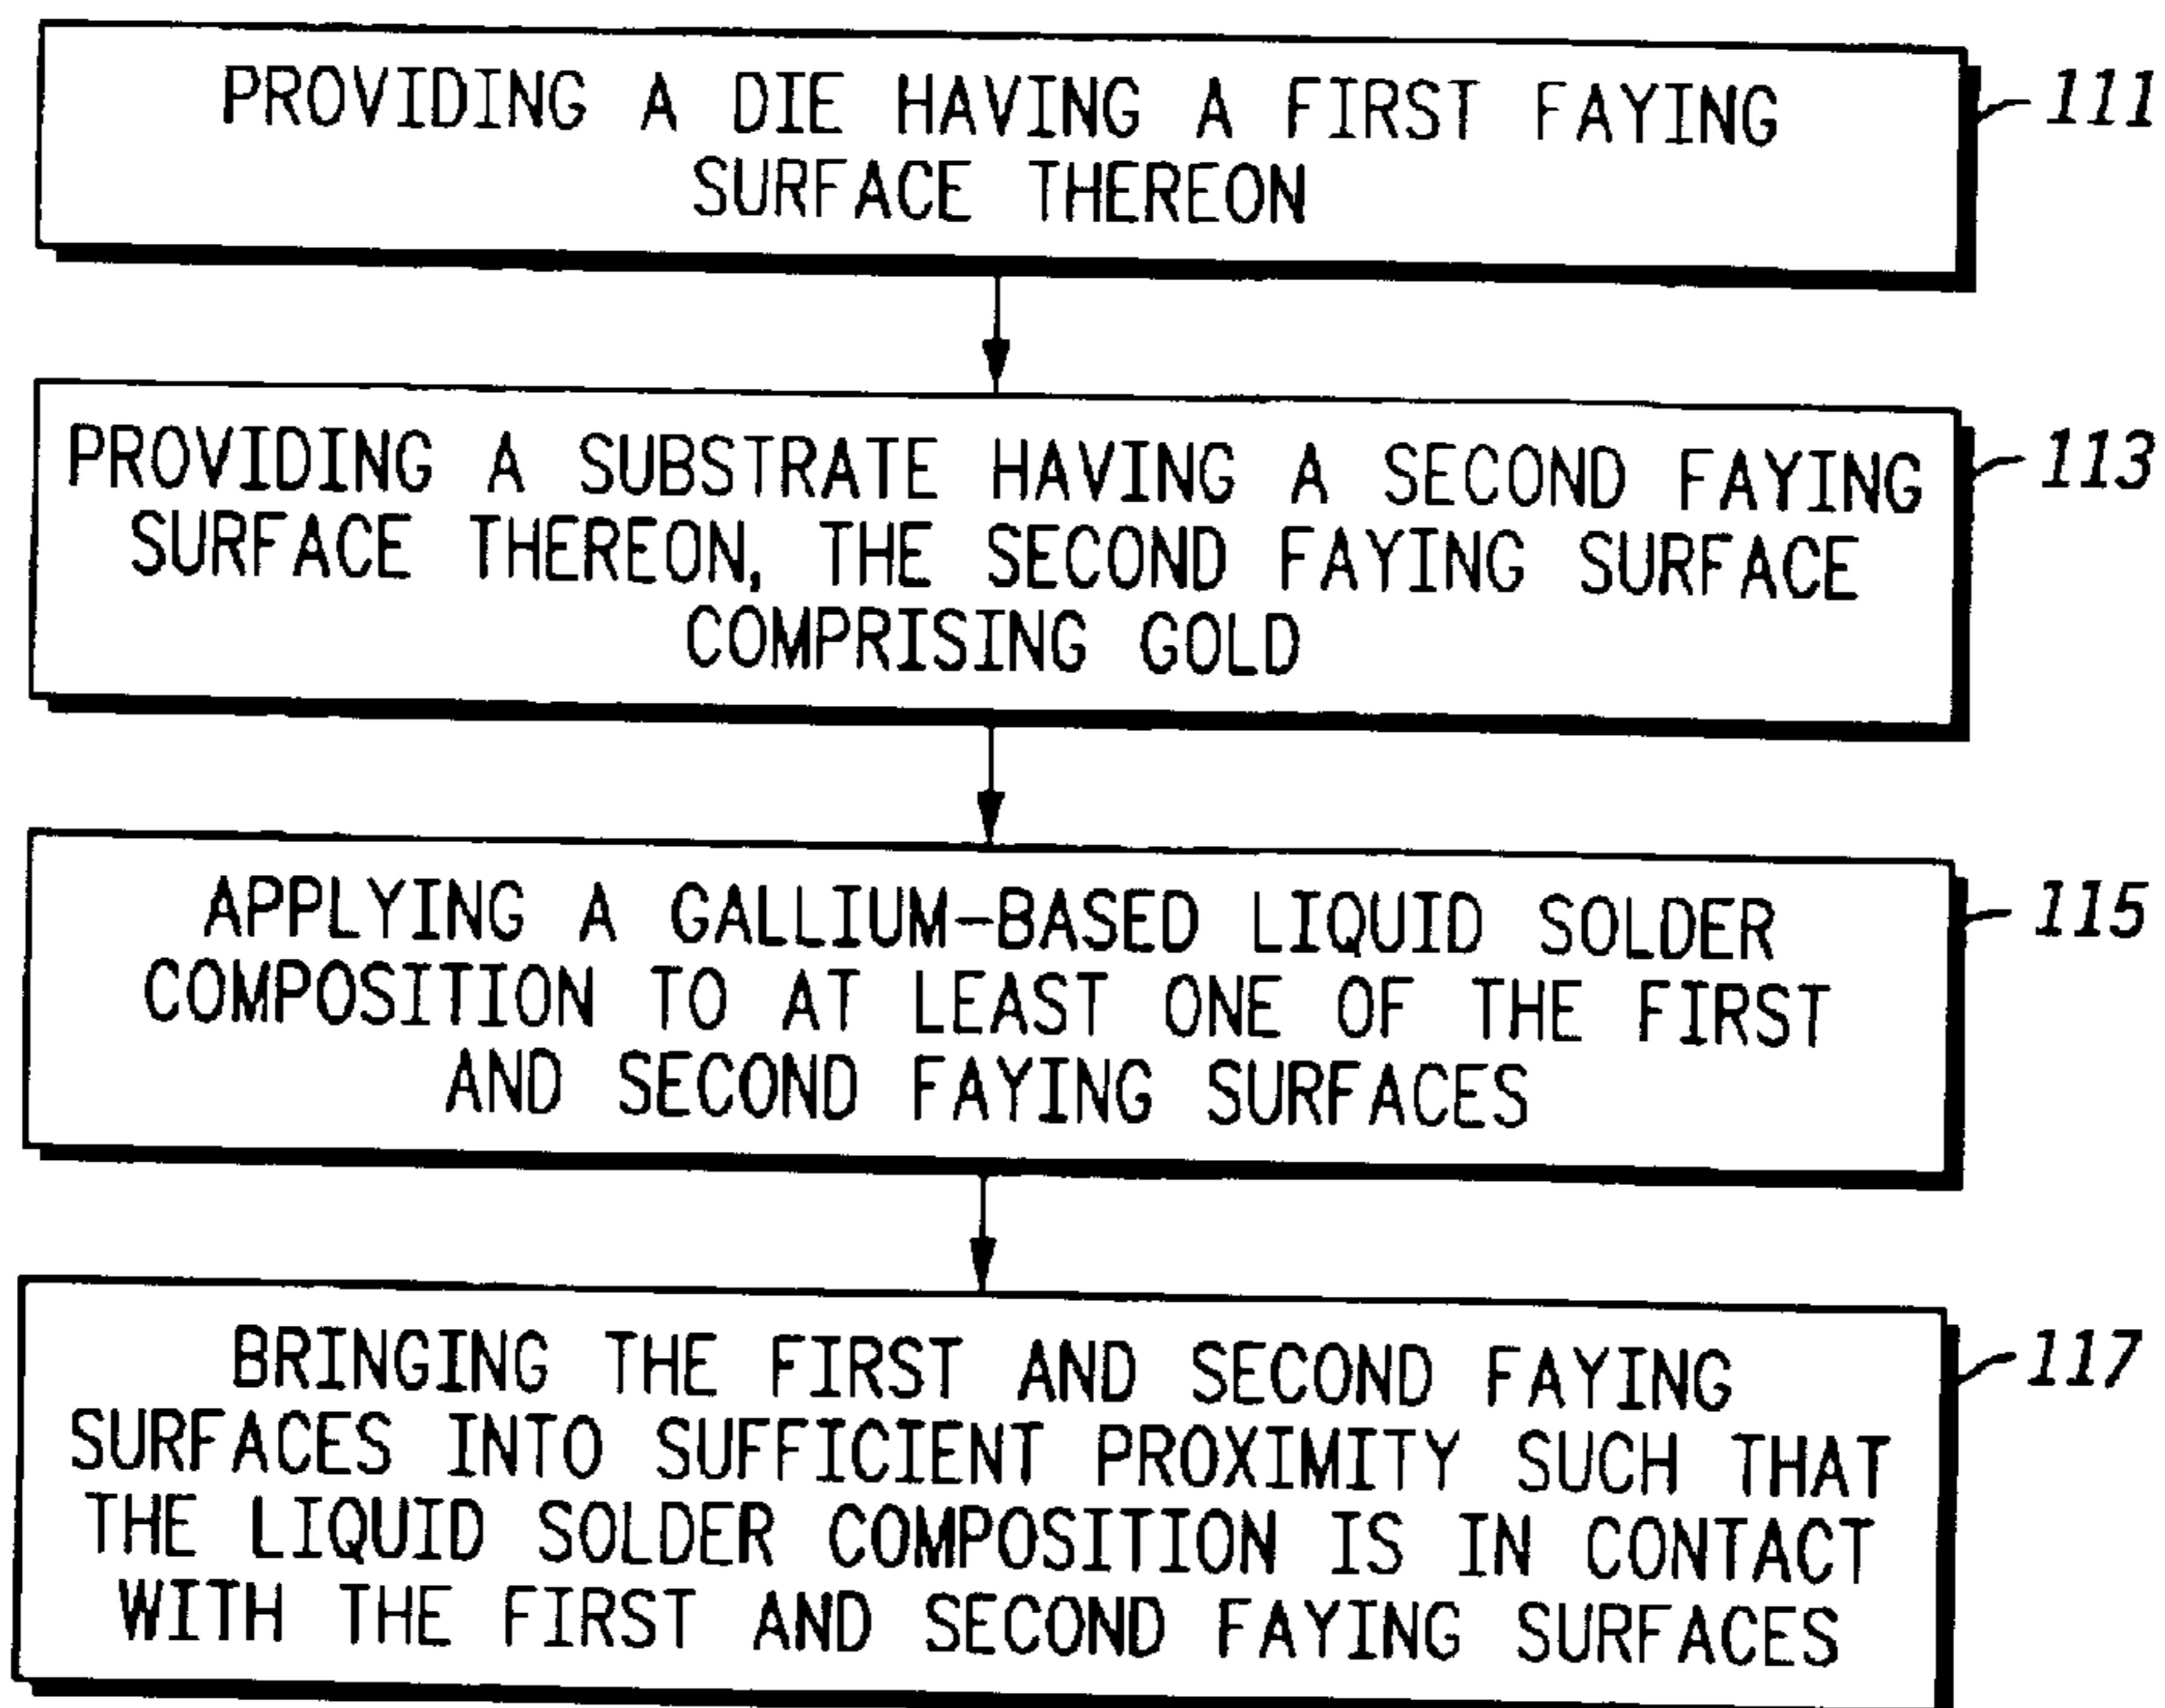 PROVIDING A DIE HAVING A FIRST FAYING
SURFACE THEREON
111
PROVIDING A SUBSTRATE HAVING A SECOND FAYING
SURFACE THEREON, THE SECOND FAYING SURFACE
COMPRISING GOLD
113
APPLYING A GALLIUM-BASED LIQUID SOLDER
COMPOSITION TO AT LEAST ONE OF THE FIRST
AND SECOND FAYING SURFACES
115
BRINGING THE FIRST AND SECOND FAYING
SURFACES INTO SUFFICIENT PROXIMITY SUCH THAT
THE LIQUID SOLDER COMPOSITION IS IN CONTACT
WITH THE FIRST AND SECOND FAYING SURFACES
117